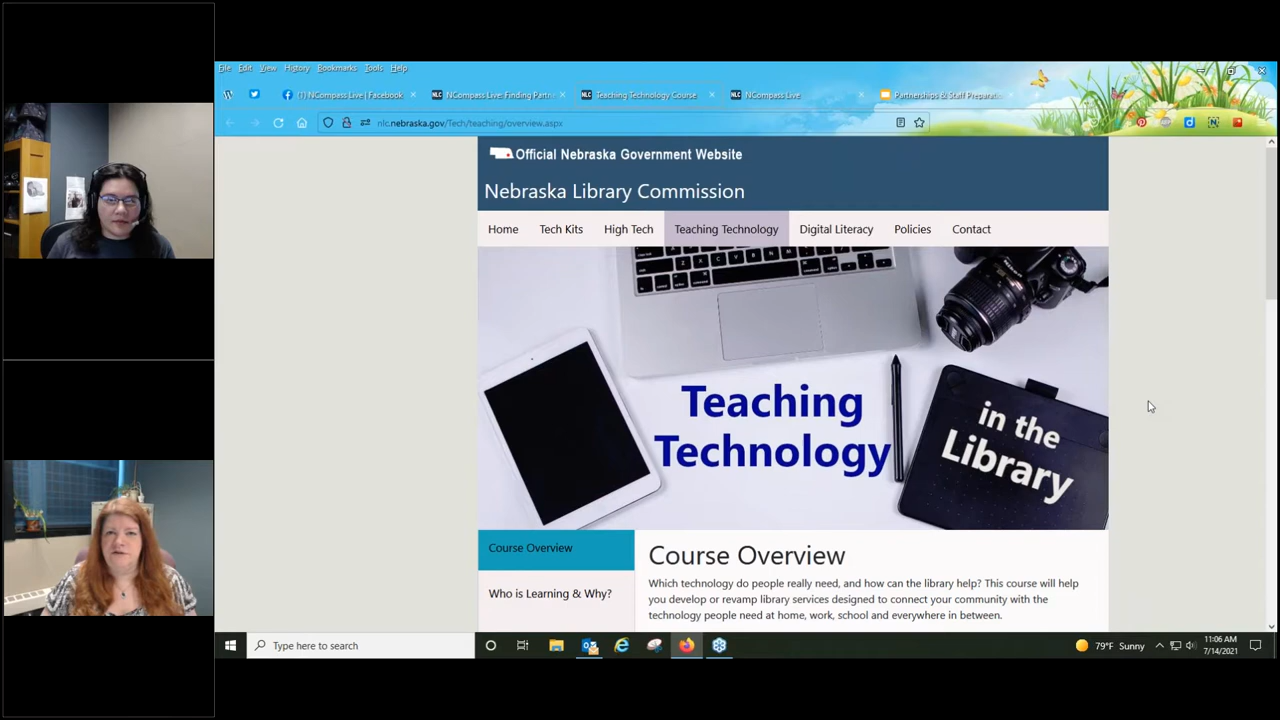 File Edit View History Bookmarks Tools Help
(1) NCompass Live | Facebook
NLC NCompass Live: Finding Partn
NLC Teaching Technology Course
NLC NCompass Live
Partnerships & Staff Preparati
nlc.nebraska.gov/Tech/teaching/overview.aspx
Official Nebraska Government Website
Nebraska Library Commission
Home Tech Kits High Tech Teaching Technology Digital Literacy Policies Contact
Teaching
Technology
in the
Library
Course Overview
Who is Learning & Why?
Course Overview
Which technology do people really need, and how can the library help? This course will help
you develop or revamp library services designed to connect your community with the
technology people need at home, work, school and everywhere in between.
Type here to search
79°F Sunny
11:06 AM
7/14/2021